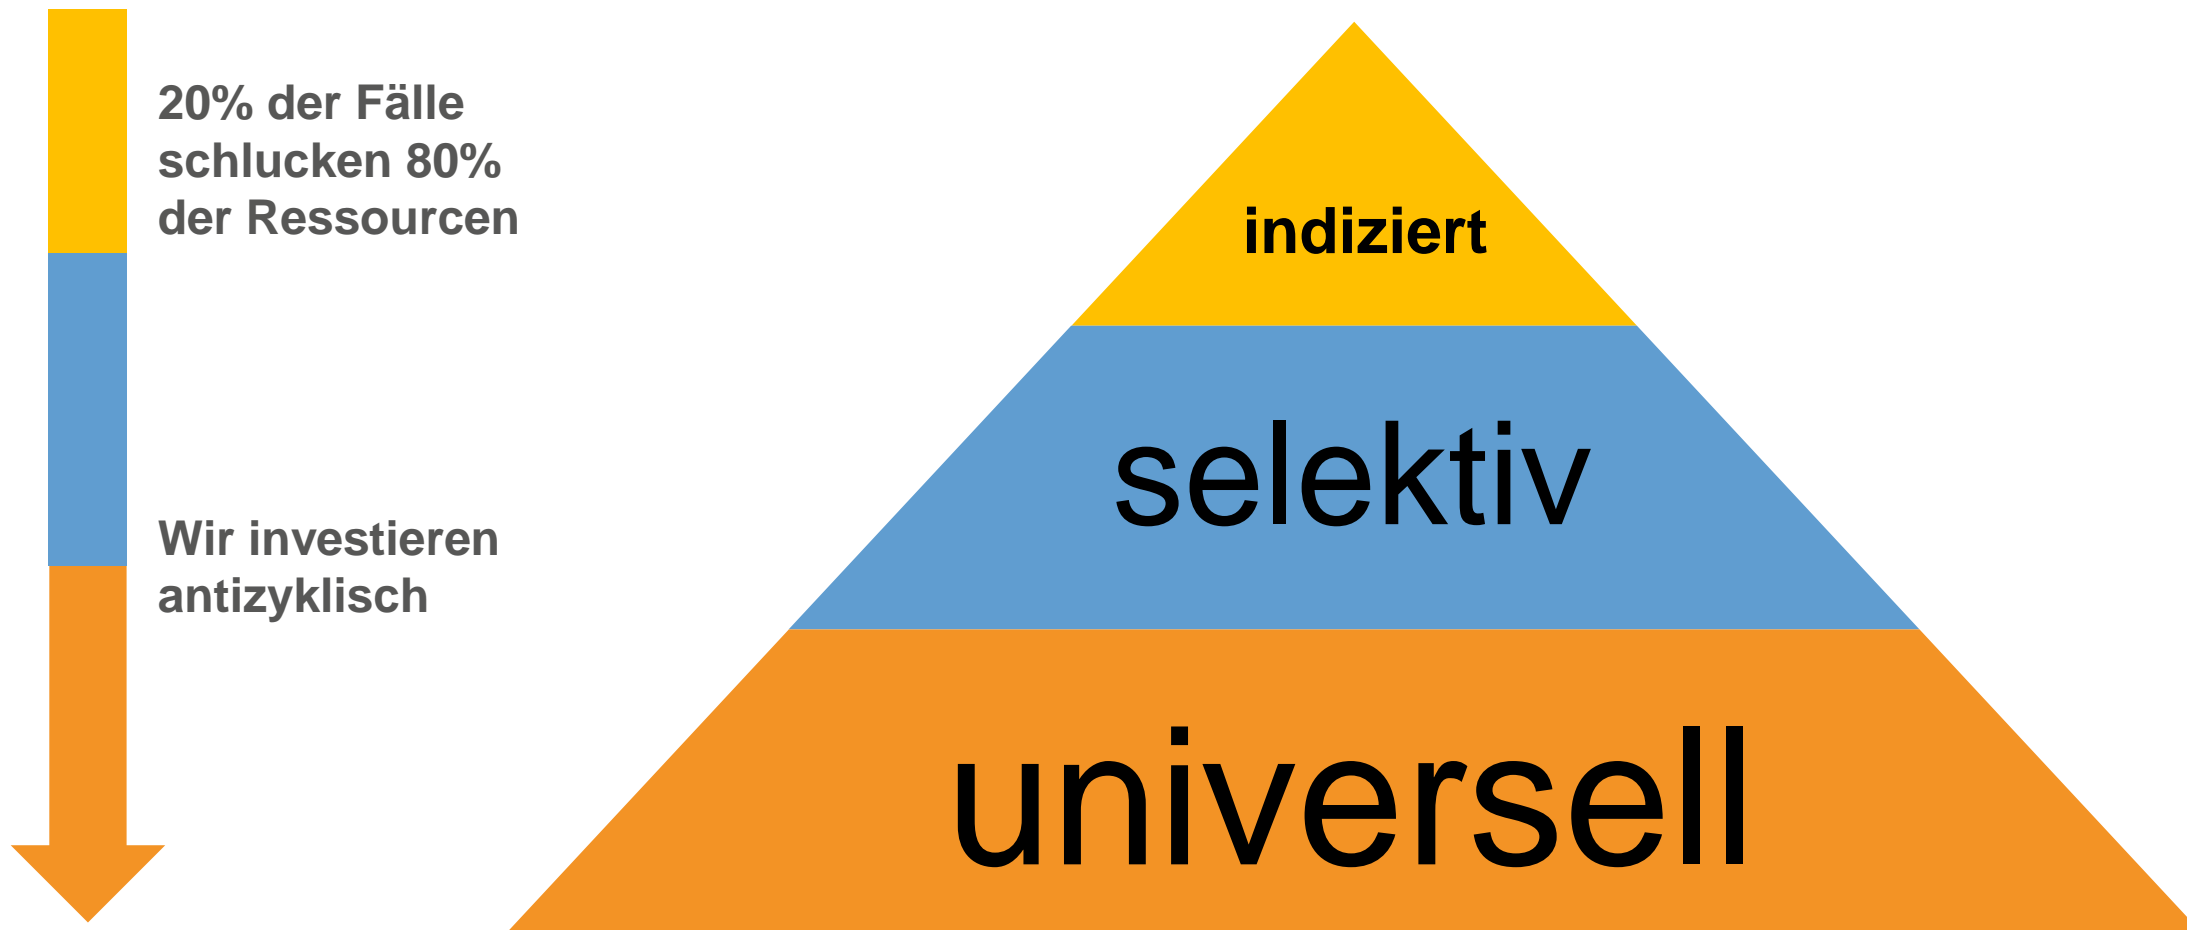 20% der Fälle
schlucken 80%
der Ressourcen
Wir investieren
antizyklisch
indiziert
selektiv
universell